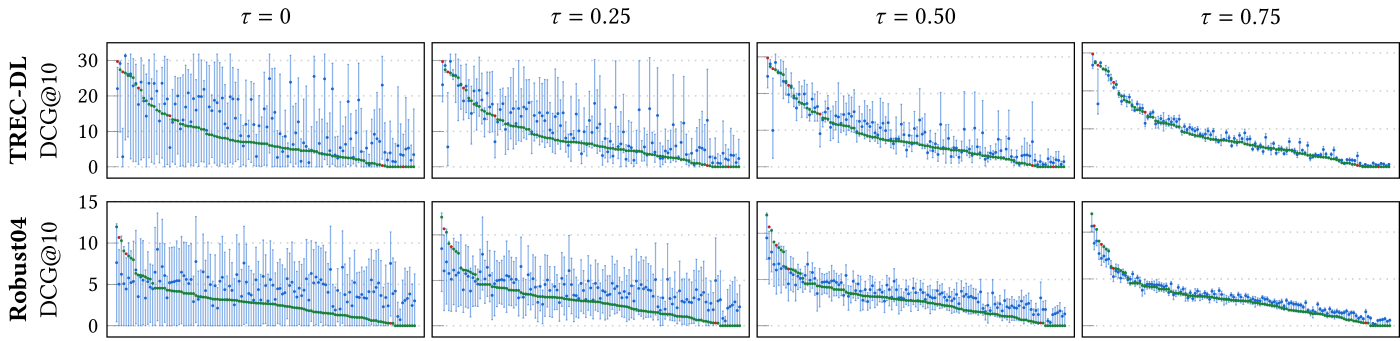 τ = 0
τ = 0.25
τ = 0.50
τ = 0.75
TREC-DL
DCG@10
30
20
10
0
Robust04
DCG@10
15
10
5
0